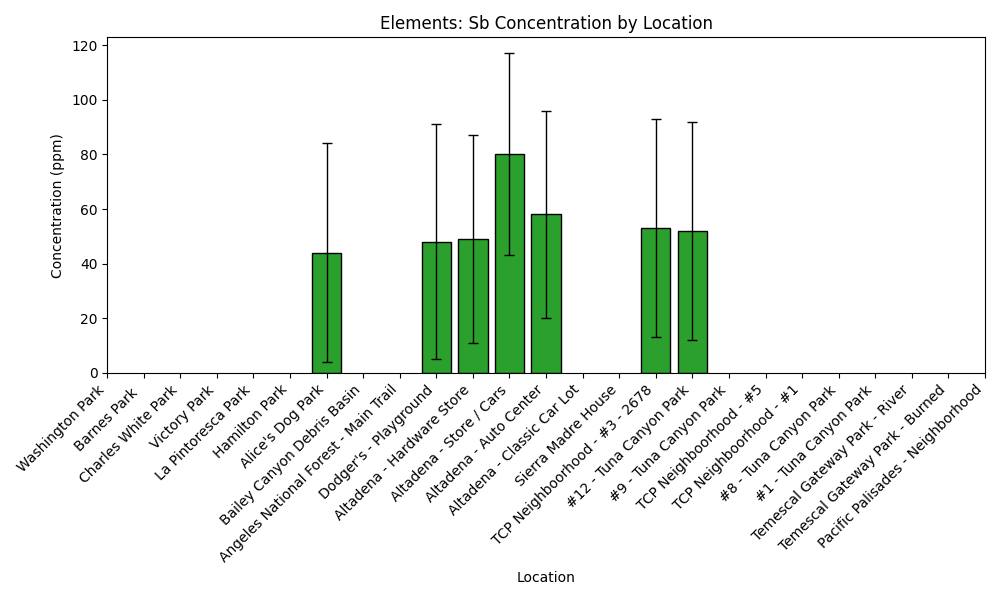 Elements: Sb Concentration by Location
Concentration (ppm)
120
100
80
60
40
20
0
Washington Park
Barnes Park
Charles White Park
Victory Park
La Pintoresca Park
Hamilton Park
Alice's Dog Park
Bailey Canyon Debris Basin
Angeles National Forest - Main Trail
Dodger's - Playground
Altadena - Hardware Store
Altadena - Store / Cars
Altadena - Auto Center
Altadena - Classic Car Lot
Sierra Madre House
TCP Neighboorhood - #3 - 2678
#12 - Tuna Canyon Park
#9 - Tuna Canyon Park
TCP Neighboorhood - #5
TCP Neighboorhood - #1
#8 - Tuna Canyon Park
#1 - Tuna Canyon Park
Temescal Gateway Park - River
Temescal Gateway Park - Burned
Pacific Palisades - Neighborhood
Location